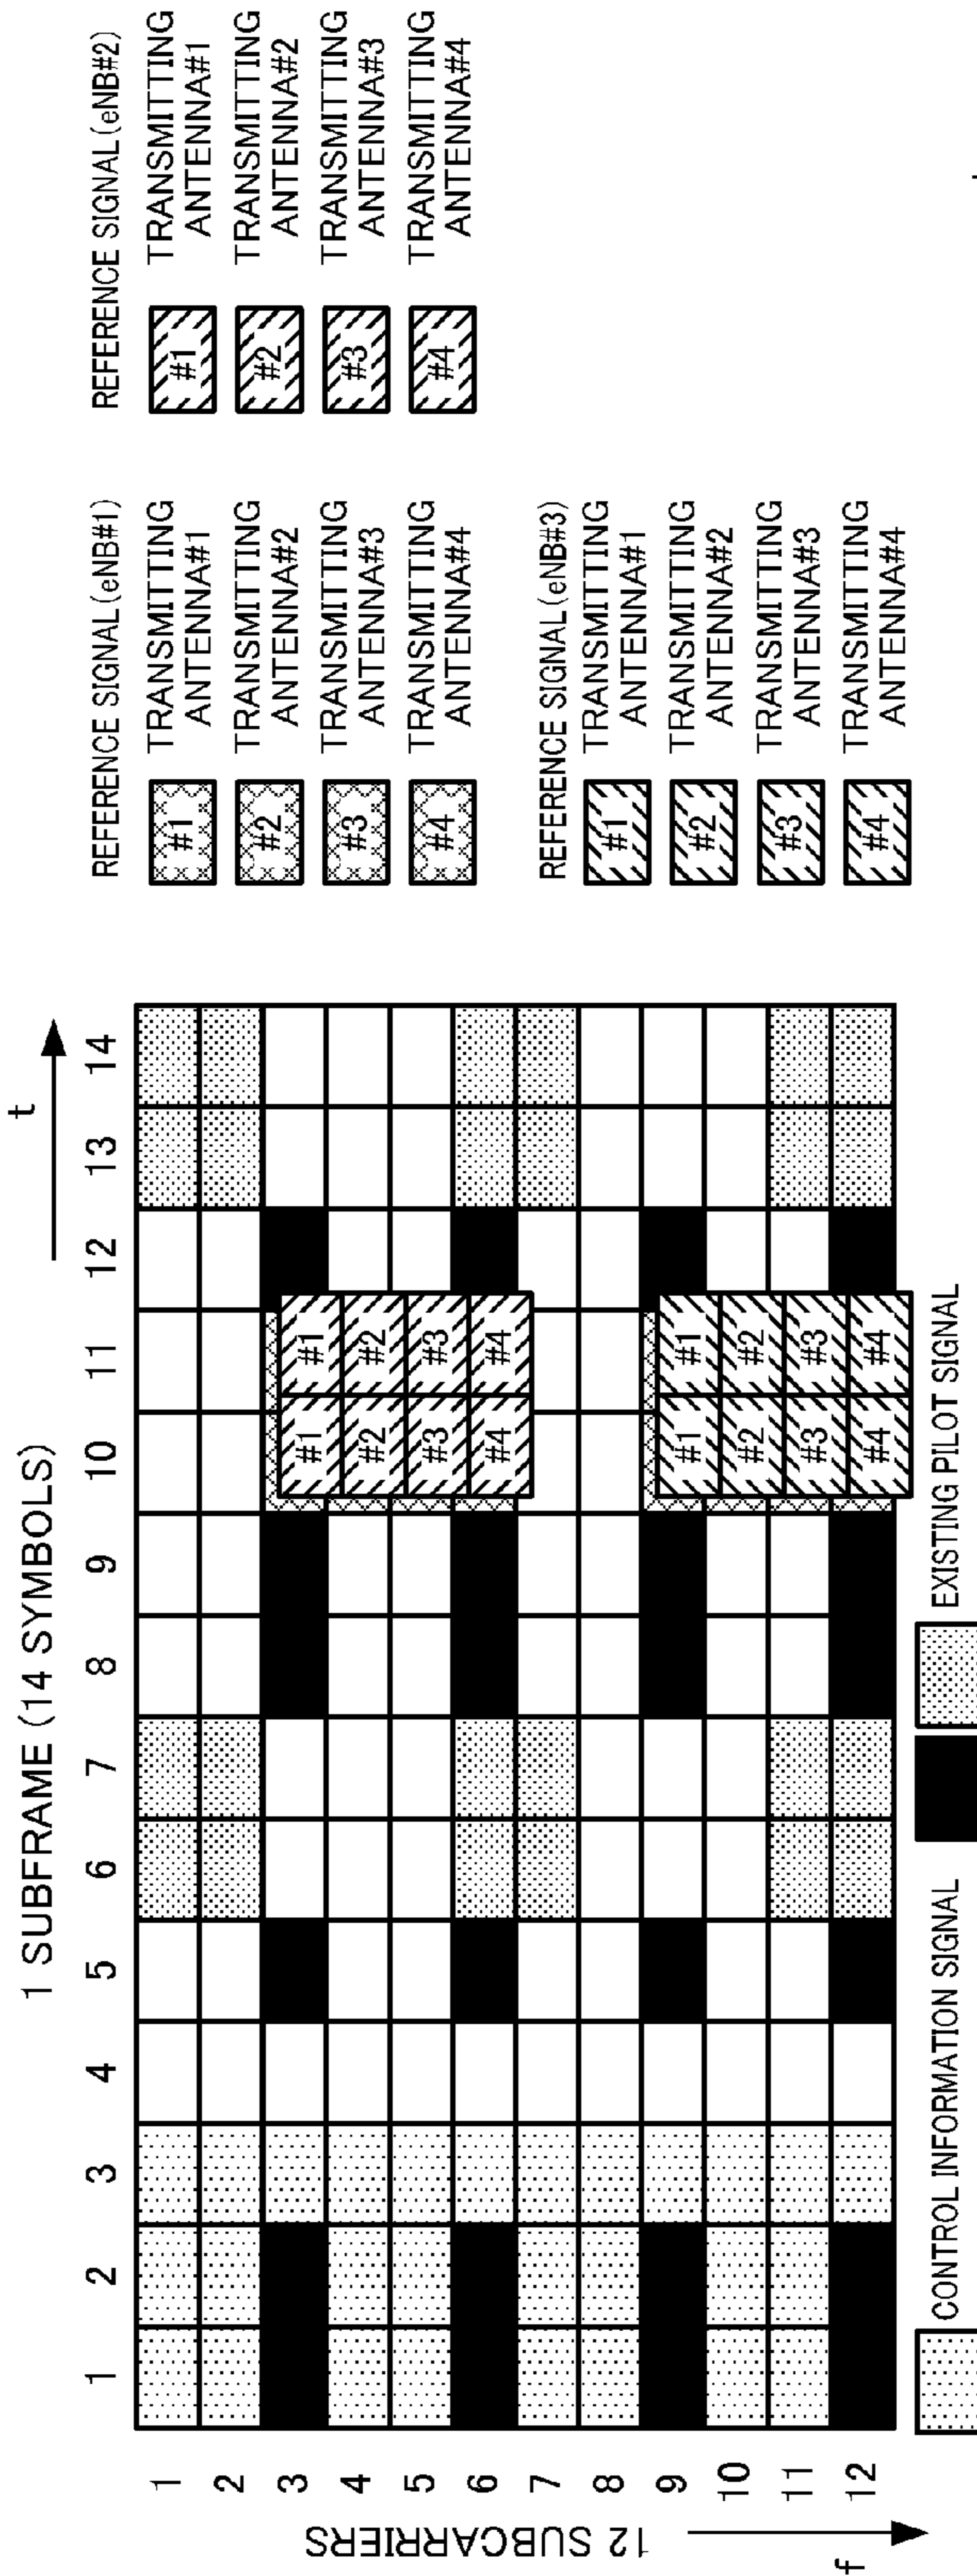 1 SUBFRAME (14 SYMBOLS)
t
1 2 3 4 5 6 7 8 9 10 11 12 13 14
12 SUBCARRIERS
f
1
2
3 #1 #1
4 #2 #2
5 #3 #3
6 #4 #4
7
8
9 #1 #1
10 #2 #2
11 #3 #3
12 #4 #4
CONTROL INFORMATION SIGNAL
EXISTING PILOT SIGNAL
REFERENCE SIGNAL(eNB#1)
#1 TRANSMITTING
ANTENNA#1
#2 TRANSMITTING
ANTENNA#2
#3 TRANSMITTING
ANTENNA#3
#4 TRANSMITTING
ANTENNA#4
REFERENCE SIGNAL(eNB#2)
#1 TRANSMITTING
ANTENNA#1
#2 TRANSMITTING
ANTENNA#2
#3 TRANSMITTING
ANTENNA#3
#4 TRANSMITTING
ANTENNA#4
REFERENCE SIGNAL(eNB#3)
#1 TRANSMITTING
ANTENNA#1
#2 TRANSMITTING
ANTENNA#2
#3 TRANSMITTING
ANTENNA#3
#4 TRANSMITTING
ANTENNA#4